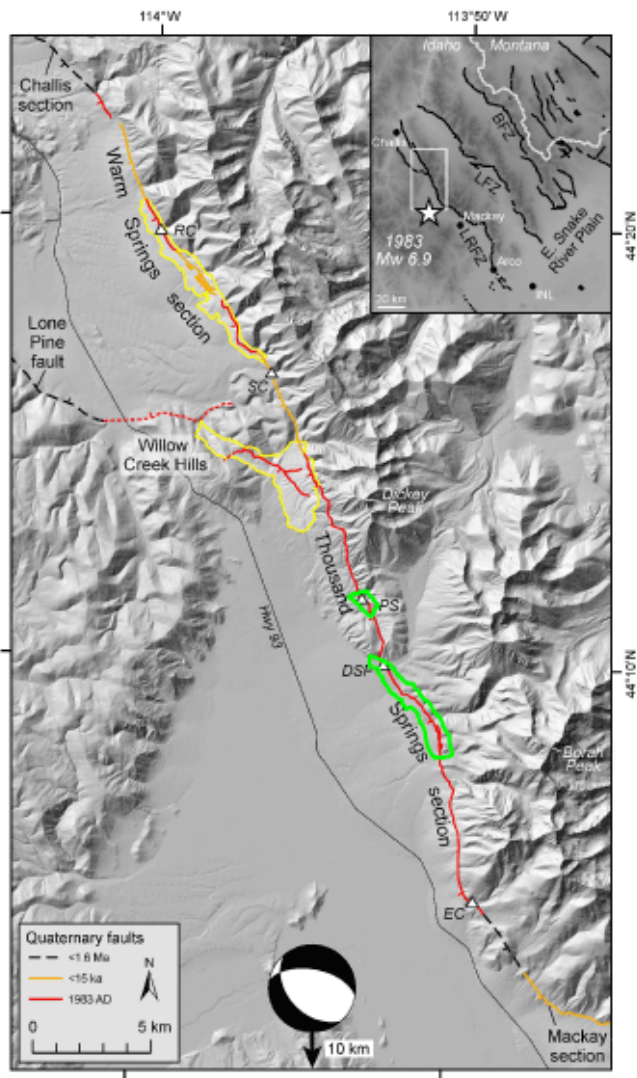 114°W
113°50'W
Challis
section
Warm
Springs
section
RC
Lone
Pine
fault
SC
Willow
Creek Hills
Dickey
Peak
Thousand
Springs
section
PS
DSP
Hwy 93
Borah
Peak
EC
Mackay
section
44°20'N
44°10'N
Idaho
Montana
Challis
BFZ
LFZ
Mackay
LRFZ
Arco
E. Snake
River Plain
INL
1983
Mw 6.9
20 km
Quaternary faults
<1.6 Ma
<15 ka
1983 AD
N
0
5 km
10 km